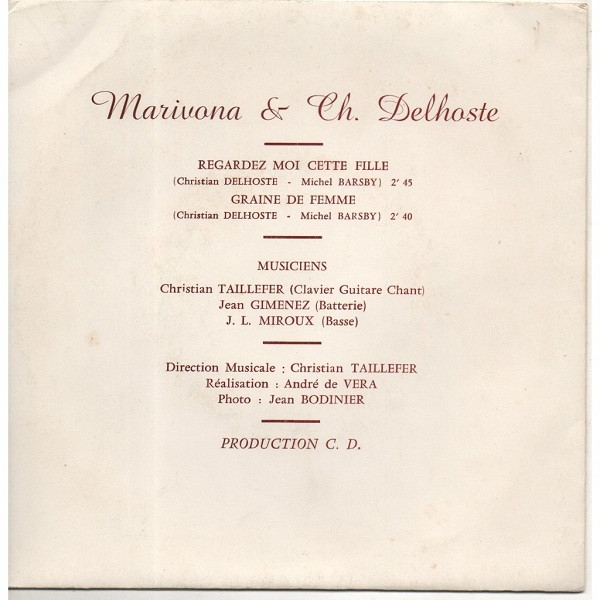 Marivona & Ch. Delhoste
REGARDEZ MOI CETTE FILLE
(Christian DELHOSTE - Michel BARSBY) 2' 45
GRAINE DE FEMME
(Christian DELHOSTE - Michel BARSBY) 2' 40
MUSICIENS
Christian TAILLEFER (Clavier Guitare Chant)
Jean GIMENEZ (Batterie)
J. L. MIROUX (Basse)
Direction Musicale : Christian TAILLEFER
Réalisation : André de VERA
Photo : Jean BODINIER
PRODUCTION C. D.